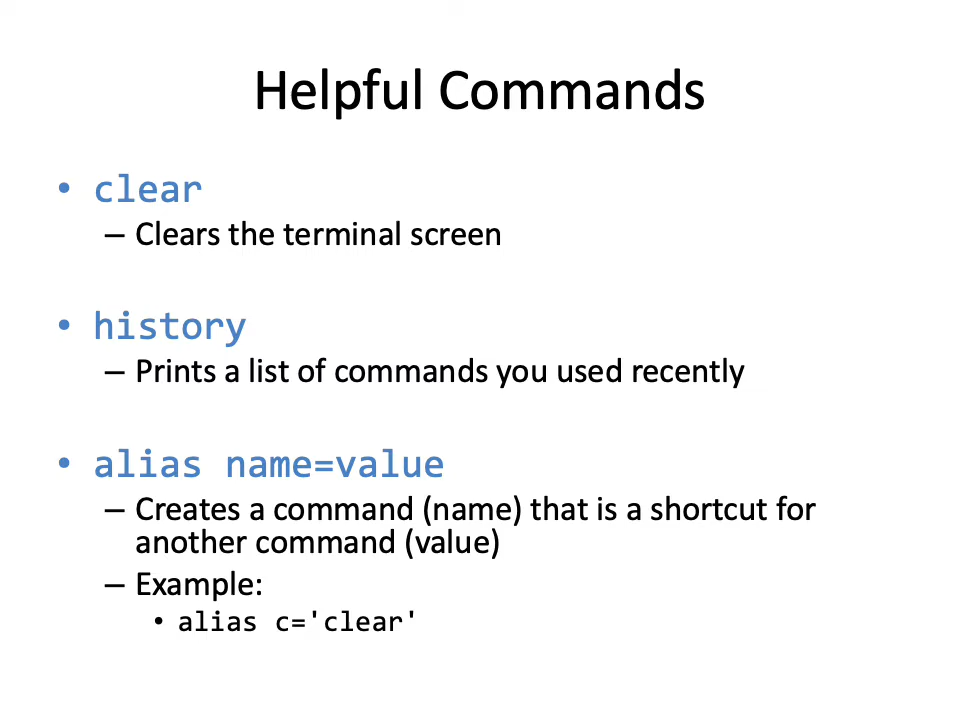 Helpful Commands
• clear
– Clears the terminal screen
• history
– Prints a list of commands you used recently
• alias name=value
– Creates a command (name) that is a shortcut for
another command (value)
– Example:
• alias c='clear'